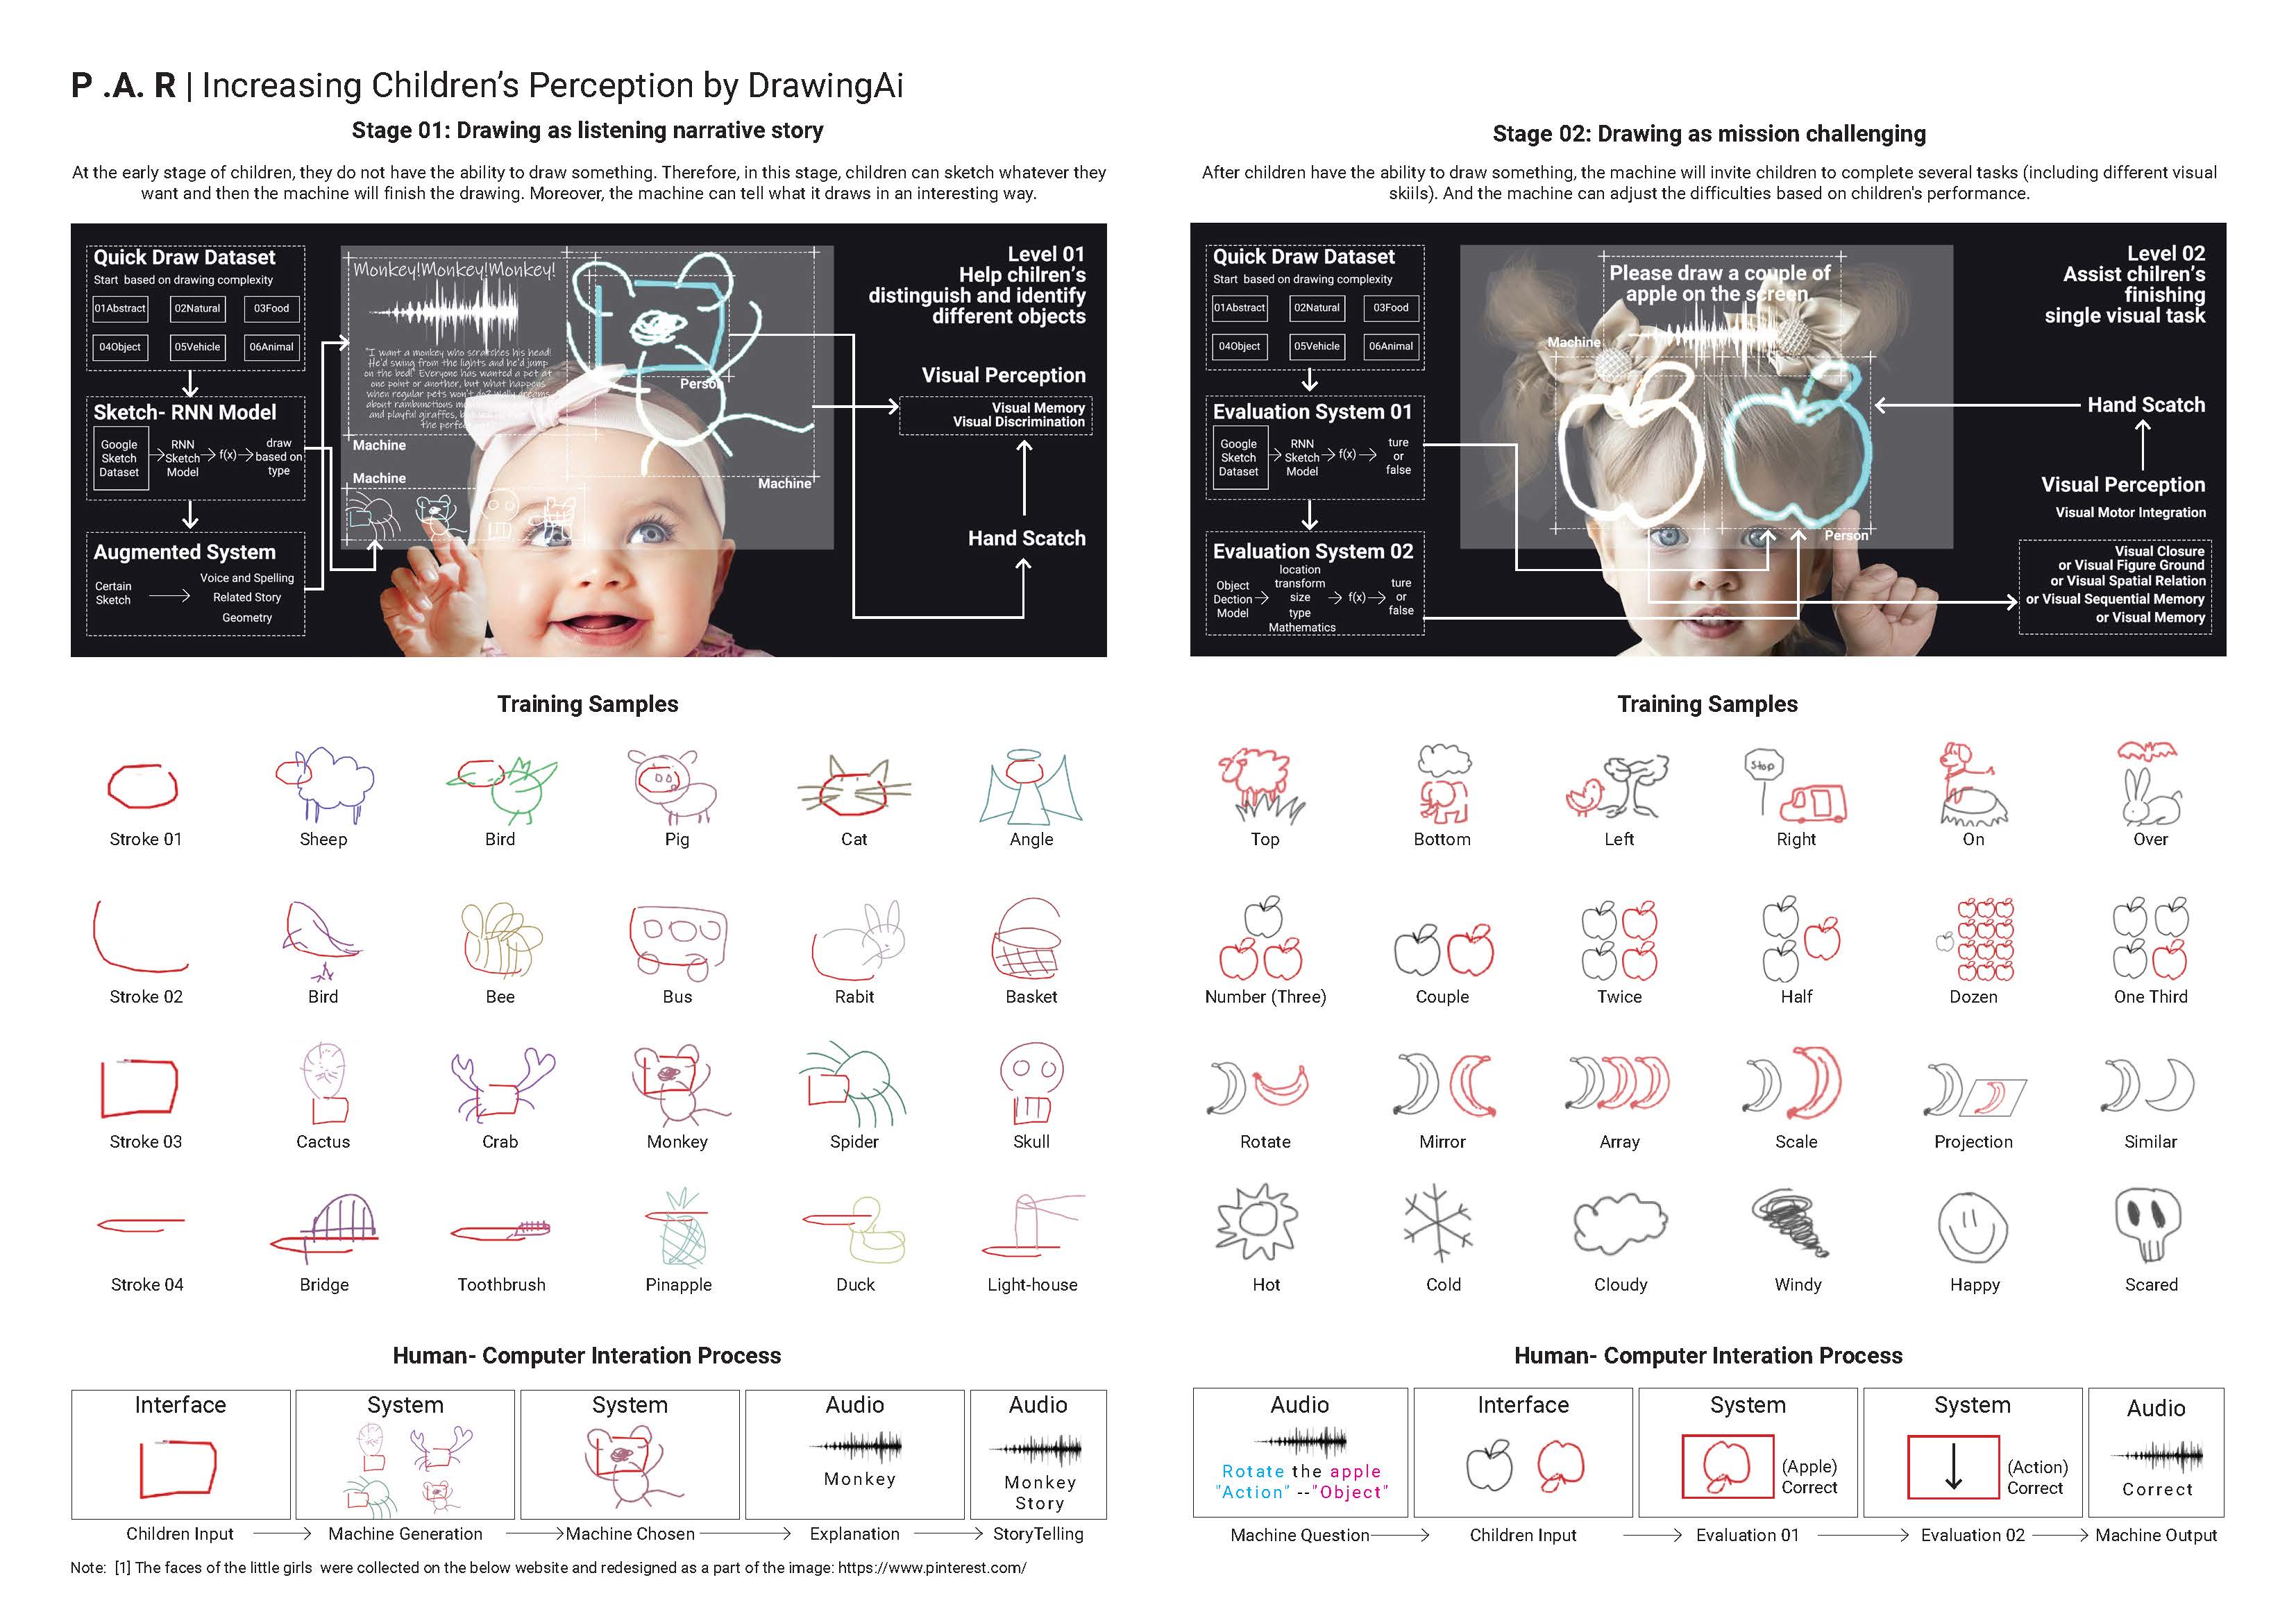 P .A. R | Increasing Children's Perception by DrawingAi
Stage 01: Drawing as listening narrative story
At the early stage of children, they do not have the ability to draw something. Therefore, in this stage, children can sketch whatever they
want and then the machine will finish the drawing. Moreover, the machine can tell what it draws in an interesting way.
Quick Draw Dataset
Start based on drawing complexity
01Abstract
02Natural
03Food
04Object
05Vehicle
06Animal
Sketch- RNN Model
Google
Sketch
Dataset
RNN
Sketch
Model
f(x)
draw
based on
type
Augmented System
Certain
Sketch
Voice and Spelling
Related Story
Geometry
Monkey!Monkey!Monkey!
"I want a monkey who scratches his head!
He'd swing from the lights and he'd jump
on the bed!" Everyone has wanted a pet at
one point or another, but what happens
when regular pets won't do? Wally dreams
about rambunctious
and playful giraffes,
the perfe
Machine
Machine
Person
Machine
Level 01
Help chilren's
distinguish and identify
different objects
Visual Perception
Visual Memory
Visual Discrimination
Hand Scatch
Training Samples
Stroke 01
Sheep
Bird
Pig
Cat
Angle
Stroke 02
Bird
Bee
Bus
Rabit
Basket
Stroke 03
Cactus
Crab
Monkey
Spider
Skull
Stroke 04
Bridge
Toothbrush
Pinapple
Duck
Light-house
Human- Computer Interation Process
Interface
System
System
Audio
Audio
Monkey
Monkey
Story
Children Input
Machine Generation
Machine Chosen
Explanation
StoryTelling
Note: [1] The faces of the little girls were collected on the below website and redesigned as a part of the image: https://www.pinterest.com/
Stage 02: Drawing as mission challenging
After children have the ability to draw something, the machine will invite children to complete several tasks (including different visual
skiils). And the machine can adjust the difficulties based on children's performance.
Quick Draw Dataset
Start based on drawing complexity
01Abstract
02Natural
03Food
04Object
05Vehicle
06Animal
Evaluation System 01
Google
Sketch
Dataset
RNN
Sketch
Model
f(x)
ture
or
false
Evaluation System 02
Object
Dection
Model
location
transform
size
type
Mathematics
f(x)
ture
or
false
Please draw a couple of
apple on the screen.
Machine
Person
Level 02
Assist chilren's
finishing
single visual task
Hand Scatch
Visual Perception
Visual Motor Integration
Visual Closure
or Visual Figure Ground
or Visual Spatial Relation
or Visual Sequential Memory
or Visual Memory
Training Samples
Stop
Top
Bottom
Left
Right
On
Over
Number (Three)
Couple
Twice
Half
Dozen
One Third
Rotate
Mirror
Array
Scale
Projection
Similar
Hot
Cold
Cloudy
Windy
Happy
Scared
Human- Computer Interation Process
Audio
Interface
System
System
Audio
Rotate the apple
"Action" --"Object"
(Apple)
Correct
(Action)
Correct
Correct
Machine Question
Children Input
Evaluation 01
Evaluation 02
Machine Output